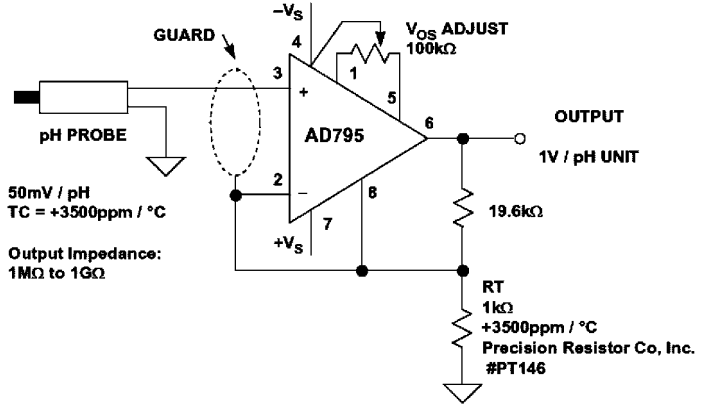 –VS
GUARD
VOS ADJUST
100kΩ
4
3
1
5
+
6
AD795
OUTPUT
pH PROBE
1V / pH UNIT
2
–
8
50mV / pH
TC = +3500ppm / °C
7
+VS
19.6kΩ
Output Impedance:
1MΩ to 1GΩ
RT
1kΩ
+3500ppm / °C
Precision Resistor Co, Inc.
#PT146